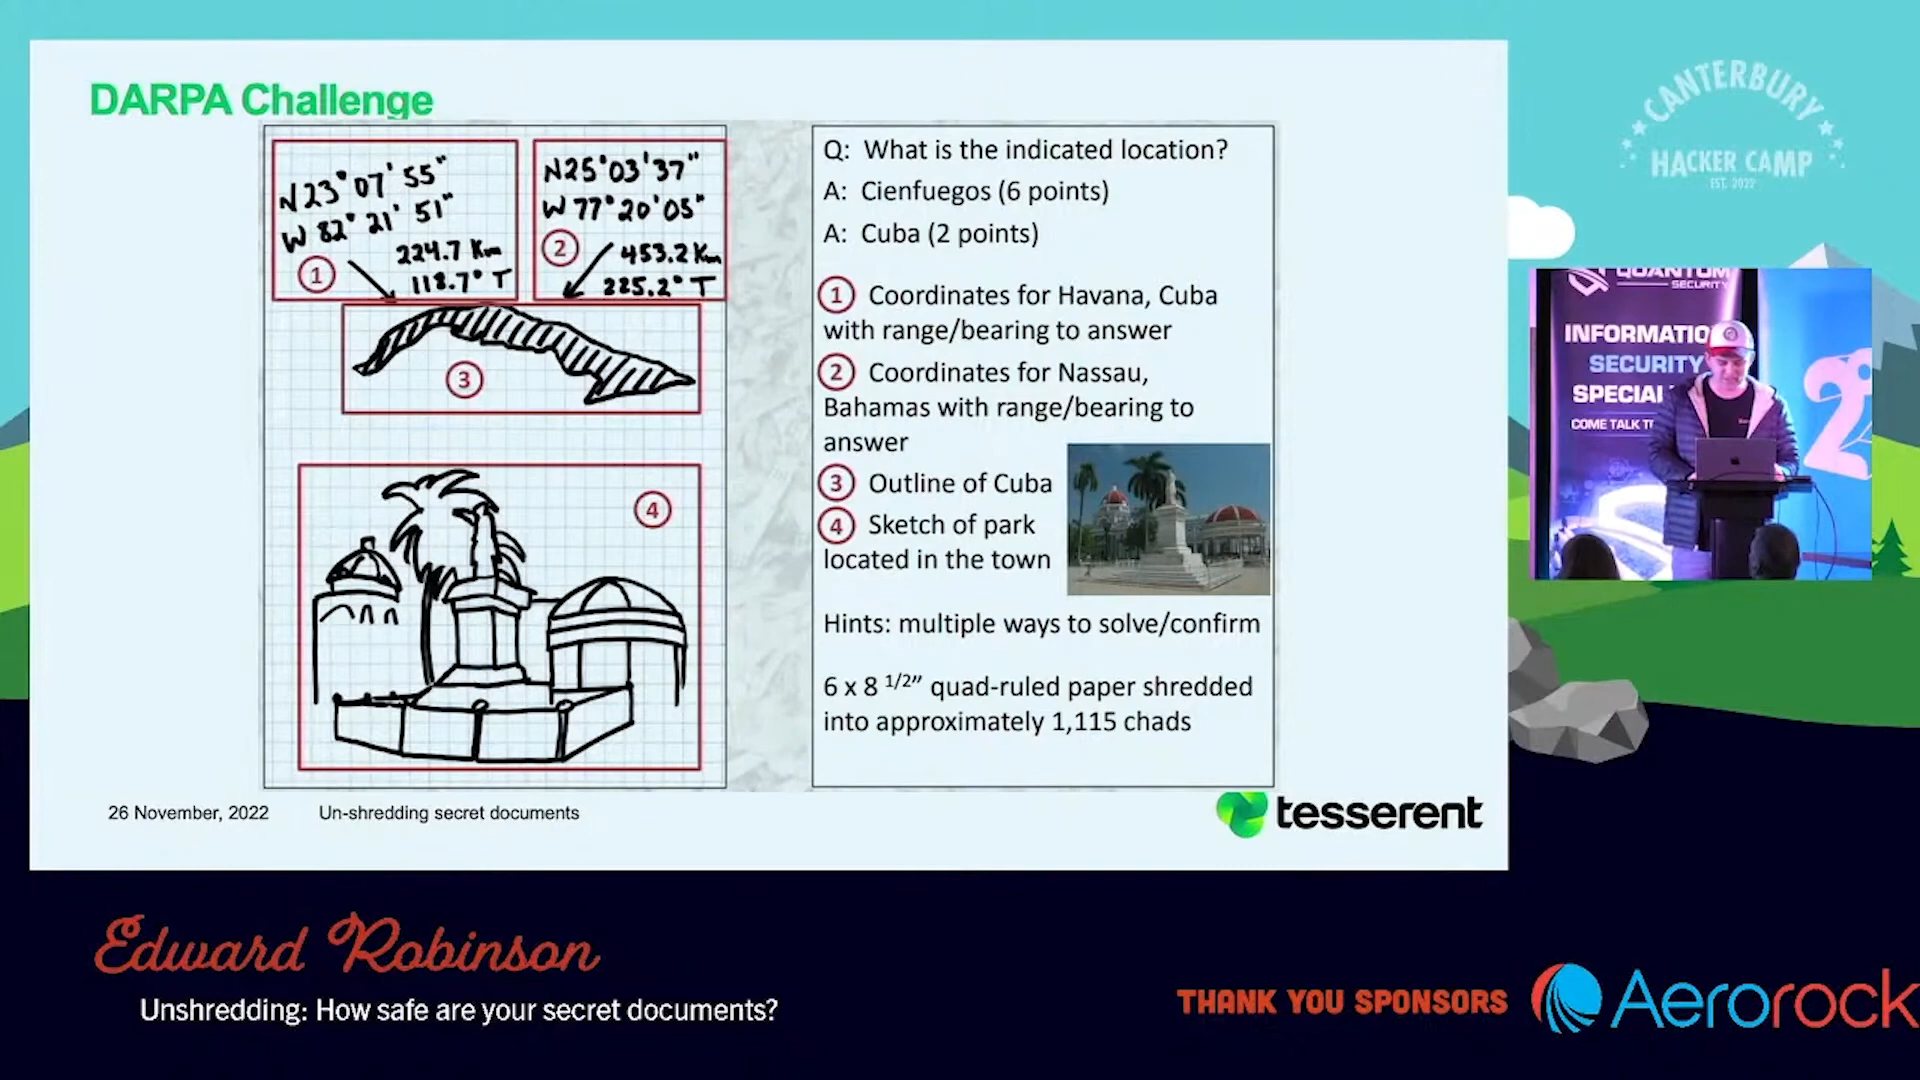 DARPA Challenge
N23°07'55"
W 82°21'51"
224.7 Km
118.7° T
1
N25°03'37"
W 77°20'05"
2
453.2 Km
225.2° T
3
4
Q: What is the indicated location?
A: Cienfuegos (6 points)
A: Cuba (2 points)
1 Coordinates for Havana, Cuba
with range/bearing to answer
2 Coordinates for Nassau,
Bahamas with range/bearing to
answer
3 Outline of Cuba
4 Sketch of park
located in the town
Hints: multiple ways to solve/confirm
6 x 8 1/2" quad-ruled paper shredded
into approximately 1,115 chads
26 November, 2022
Un-shredding secret documents
tesserent
CANTERBURY
HACKER CAMP
EST. 2022
QUANTUM
SECURITY
INFORMATIO
SECURITY
SPECIAL
COME TALK T
2
Edward Robinson
Unshredding: How safe are your secret documents?
THANK YOU SPONSORS
Aerorock